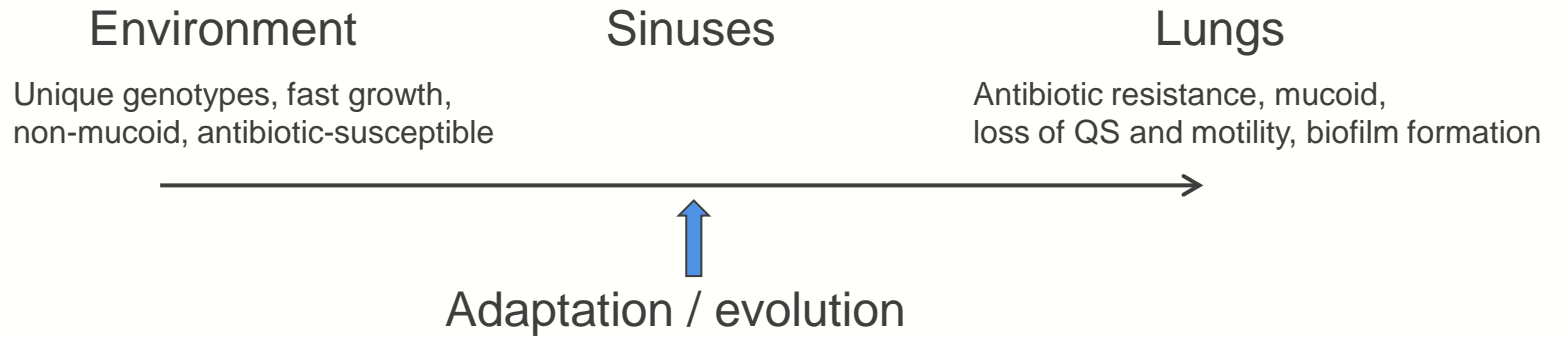 Environment
Sinuses
Lungs
Unique genotypes, fast growth,
non-mucoid, antibiotic-susceptible
Antibiotic resistance, mucoid,
loss of QS and motility, biofilm formation
Adaptation / evolution